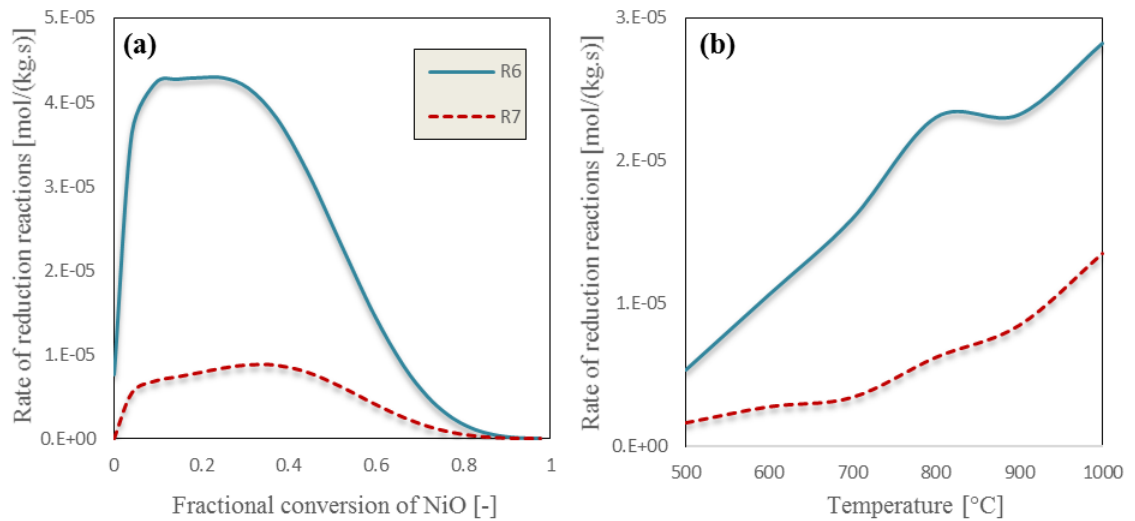 (a)
R6
R7
Rate of reduction reactions [mol/(kg.s)]
5.E-05
4.E-05
3.E-05
2.E-05
1.E-05
0.E+00
0
0.2
0.4
0.6
0.8
1
Fractional conversion of NiO [-]
(b)
Rate of reduction reactions [mol/(kg.s)]
3.E-05
2.E-05
1.E-05
0.E+00
500
600
700
800
900
1000
Temperature [°C]